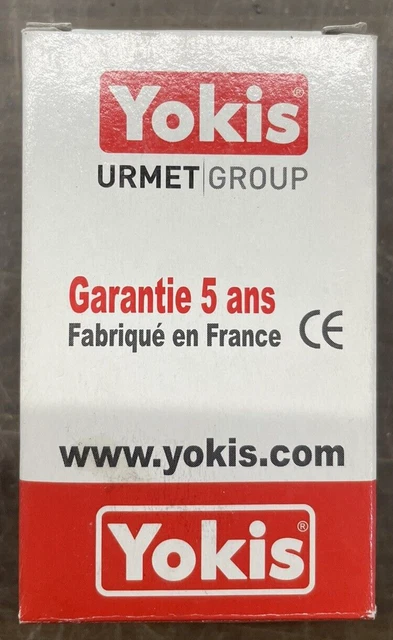 Yokis®
URMET|GROUP
Garantie 5 ans
Fabriqué en France CE
www.yokis.com
Yokis®